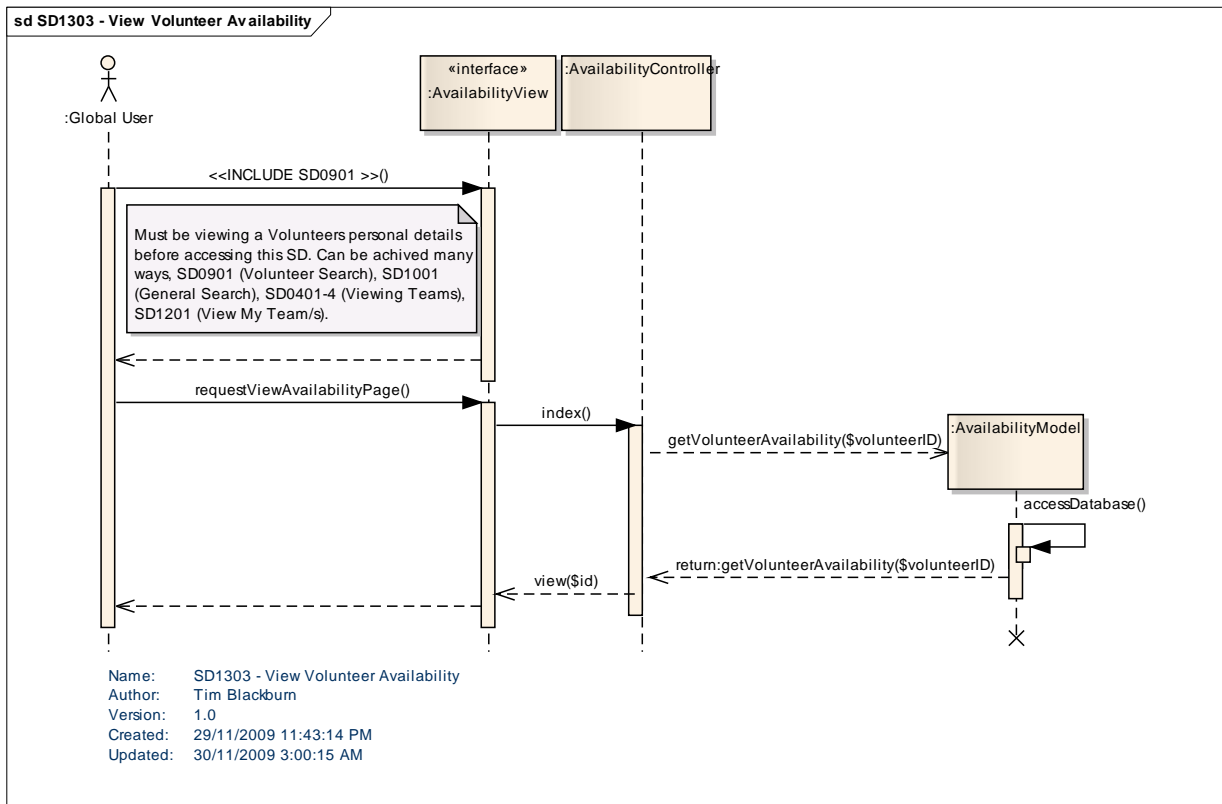 sd SD1303 - View Volunteer Availability
:Global User
«interface»
:AvailabilityView
:AvailabilityController
<<INCLUDE SD0901 >>()
Must be viewing a Volunteers personal details
before accessing this SD. Can be achived many
ways, SD0901 (Volunteer Search), SD1001
(General Search), SD0401-4 (Viewing Teams),
SD1201 (View My Team/s).
requestViewAvailabilityPage()
index()
getVolunteerAvailability($volunteerID)
:AvailabilityModel
accessDatabase()
return:getVolunteerAvailability($volunteerID)
view($id)
Name: SD1303 - View Volunteer Availability
Author: Tim Blackburn
Version: 1.0
Created: 29/11/2009 11:43:14 PM
Updated: 30/11/2009 3:00:15 AM